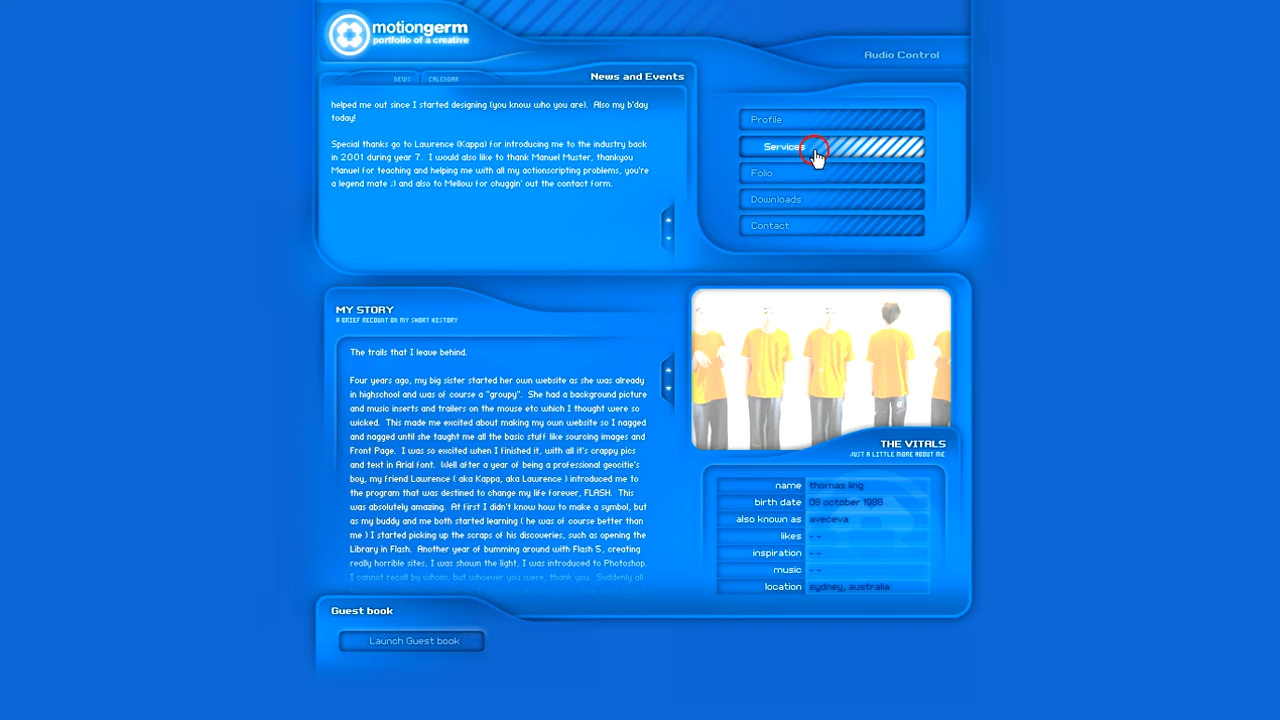 motiongerm
portfolio of a creative
Audio Control
NEWS
CALENDAR
News and Events
helped me out since I started designing (you know who you are). Also my b'day
today!
Special thanks go to Lawrence (Kappa) for introducing me to the industry back
in 2001 during year 7. I would also like to thank Manuel Muster, thankyou
Manuel for teaching and helping me with all my actionscripting problems, you're
a legend mate ;) and also to Mellow for chuggin' out the contact form.
Profile
Services
Folio
Downloads
Contact
MY STORY
A BRIEF RECOUNT ON MY SHORT HISTORY
The trails that I leave behind.
Four years ago, my big sister started her own website as she was already
in highschool and was of course a "groupy". She had a background picture
and music inserts and trailers on the mouse etc which I thought were so
wicked. This made me excited about making my own website so I nagged
and nagged until she taught me all the basic stuff like sourcing images and
Front Page. I was so excited when I finished it, with all it's crappy pics
and text in Arial font. Well after a year of being a professional geocitie's
boy, my friend Lawrence ( aka Kappa, aka Lawrence ) introduced me to
the program that was destined to change my life forever, FLASH. This
was absolutely amazing. At first I didn't know how to make a symbol, but
as my buddy and me both started learning ( he was of course better than
me ) I started picking up the scraps of his discoveries, such as opening the
Library in Flash. Another year of bumming around with Flash 5, creating
really horrible sites, I was shown the light, I was introduced to Photoshop.
I cannot recall by whom, but whoever you were, thank you. Suddenly all
THE VITALS
JUST A LITTLE MORE ABOUT ME
name thomas ling
birth date 08 october 1988
also known as aveceva
likes - -
inspiration - -
music - -
location sydney, australia
Guest book
Launch Guest book